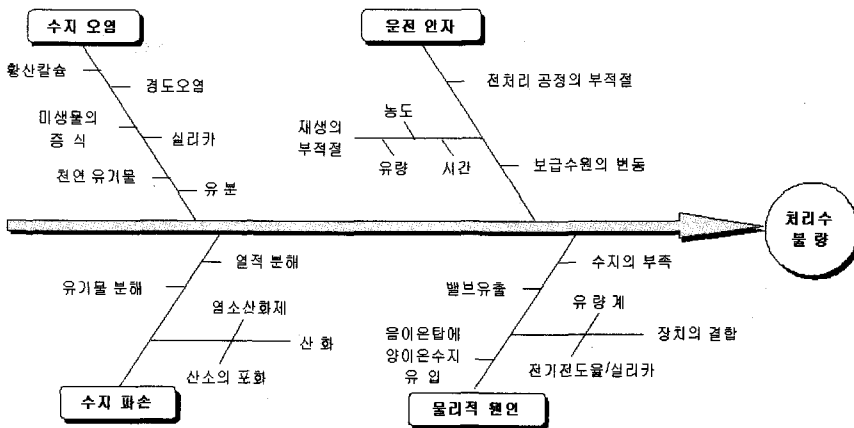 수지 오염
운전 인자
황산칼슘
경도오염
미생물의
증 식
실리카
천연 유기물
유 분
전처리 공정의 부적절
농도
재생의
부적절
유량
시간
보급수원의 변동
처리수
불 량
열적 분해
유기물 분해
염소산화제
산 화
산소의 포화
수지 파손
수지의 부족
밸브유출
유 량 계
장치의 결함
음이온탑에
양이온수지
유 입
전기전도율/실리카
물리적 원인